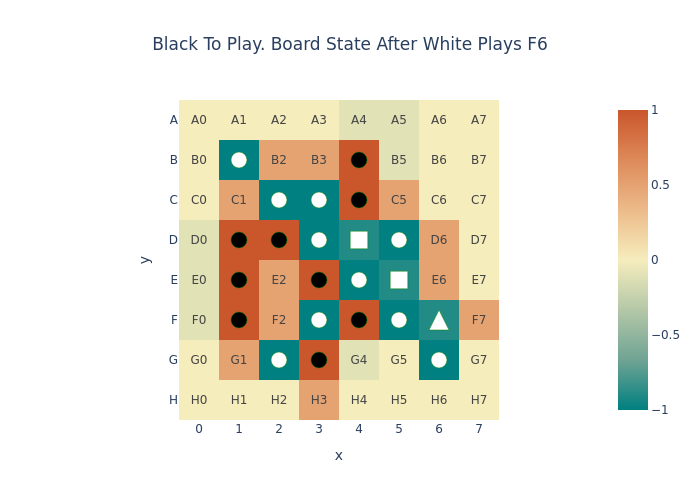 Black To Play. Board State After White Plays F6
A A0 A1 A2 A3 A4 A5 A6 A7
B B0 B2 B3 B5 B6 B7
C C0 C1 C5 C6 C7
D D0 D6 D7
E E0 E2 E6 E7
F F0 F2 F7
G G0 G1 G4 G5 G7
H H0 H1 H2 H3 H4 H5 H6 H7
0 1 2 3 4 5 6 7
x
y
1
0.5
0
−0.5
−1